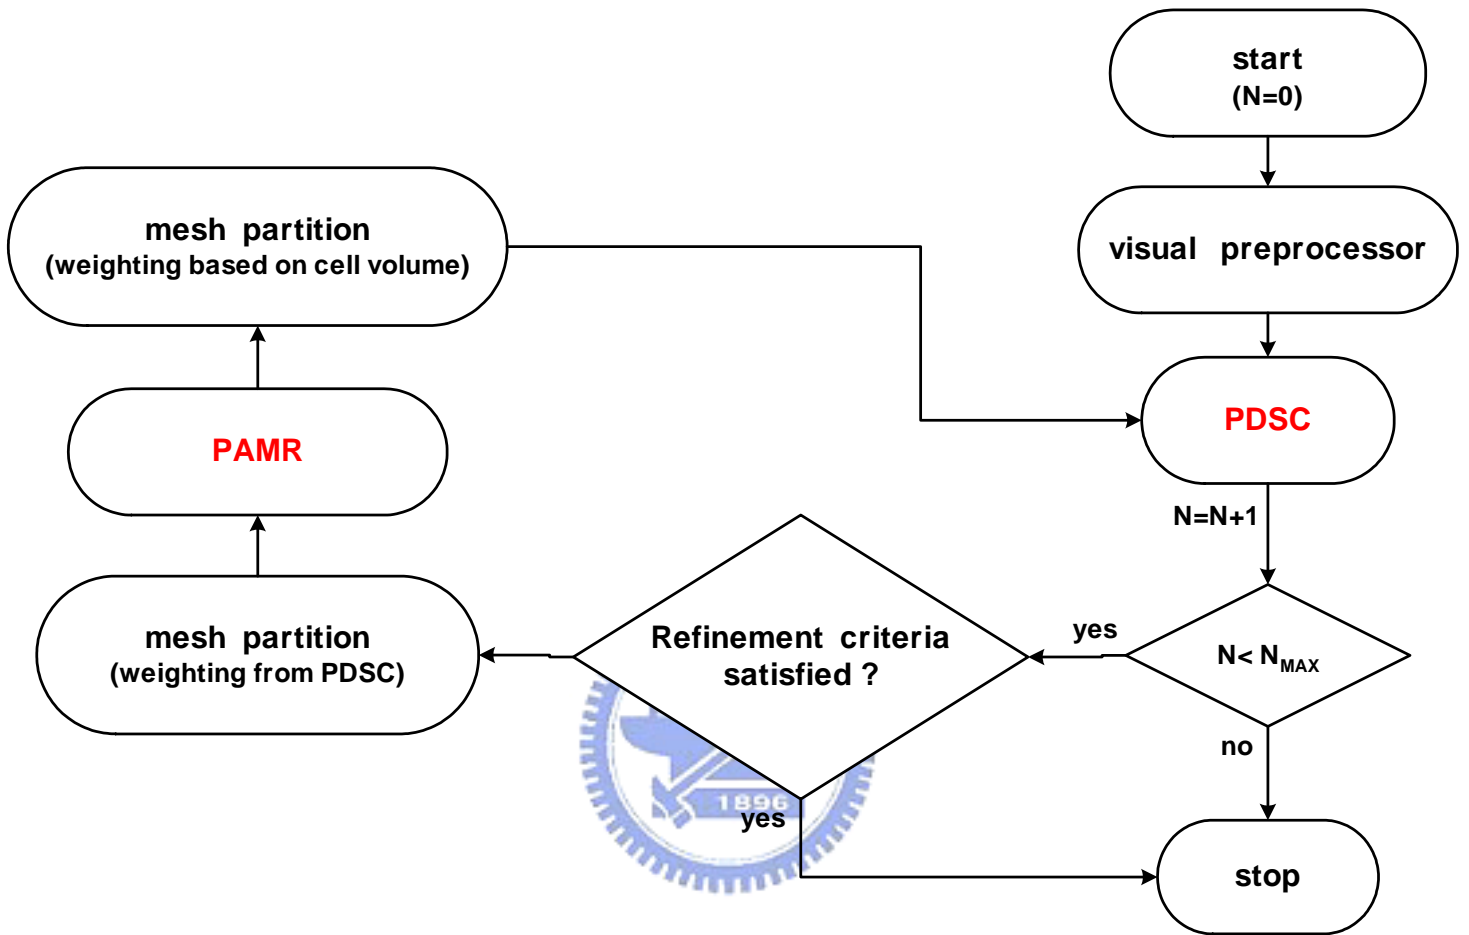 start
(N=0)
visual preprocessor
mesh partition
(weighting based on cell volume)
PDSC
PAMR
N=N+1
mesh partition
(weighting from PDSC)
Refinement criteria
satisfied ?
yes
N< NMAX
no
1896
yes
stop